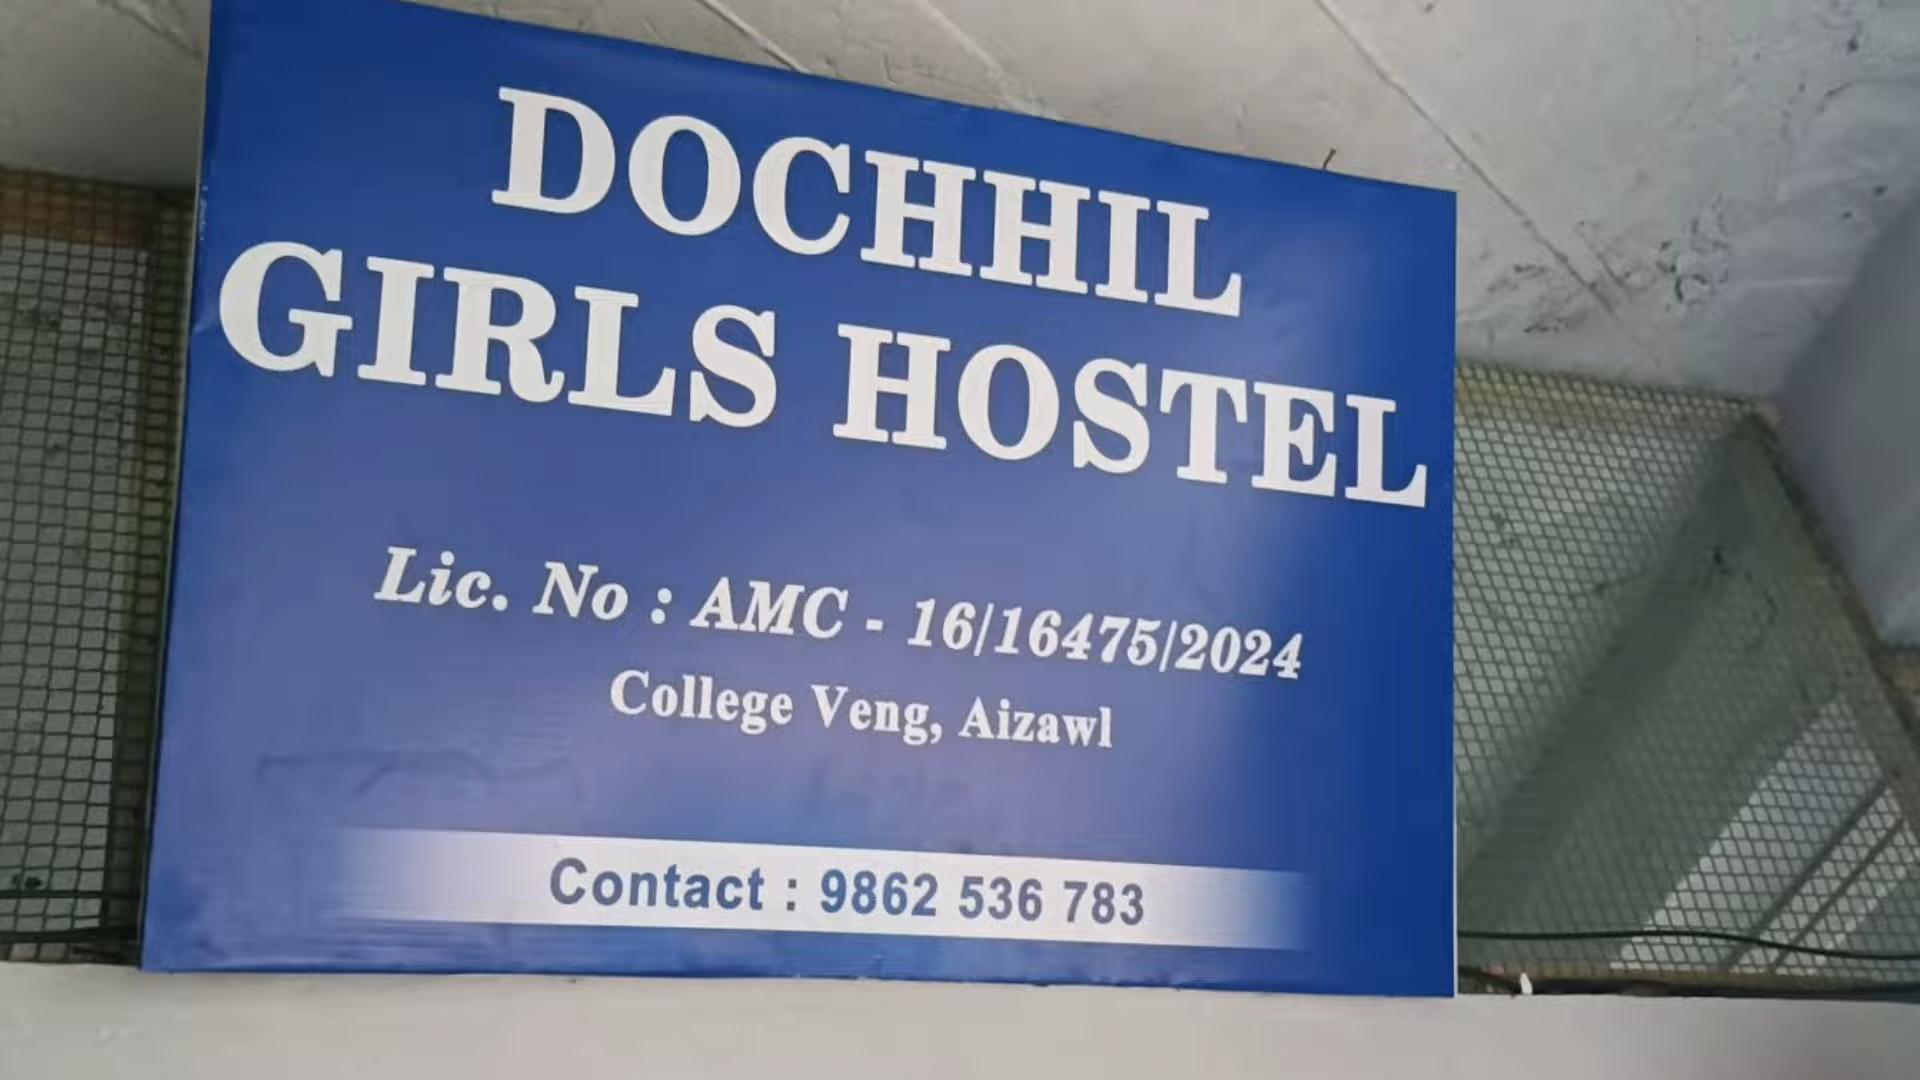 DOCHHIL
GIRLS HOSTEL
Lic. No : AMC - 16/16475/2024
College Veng, Aizawl
Contact : 9862 536 783